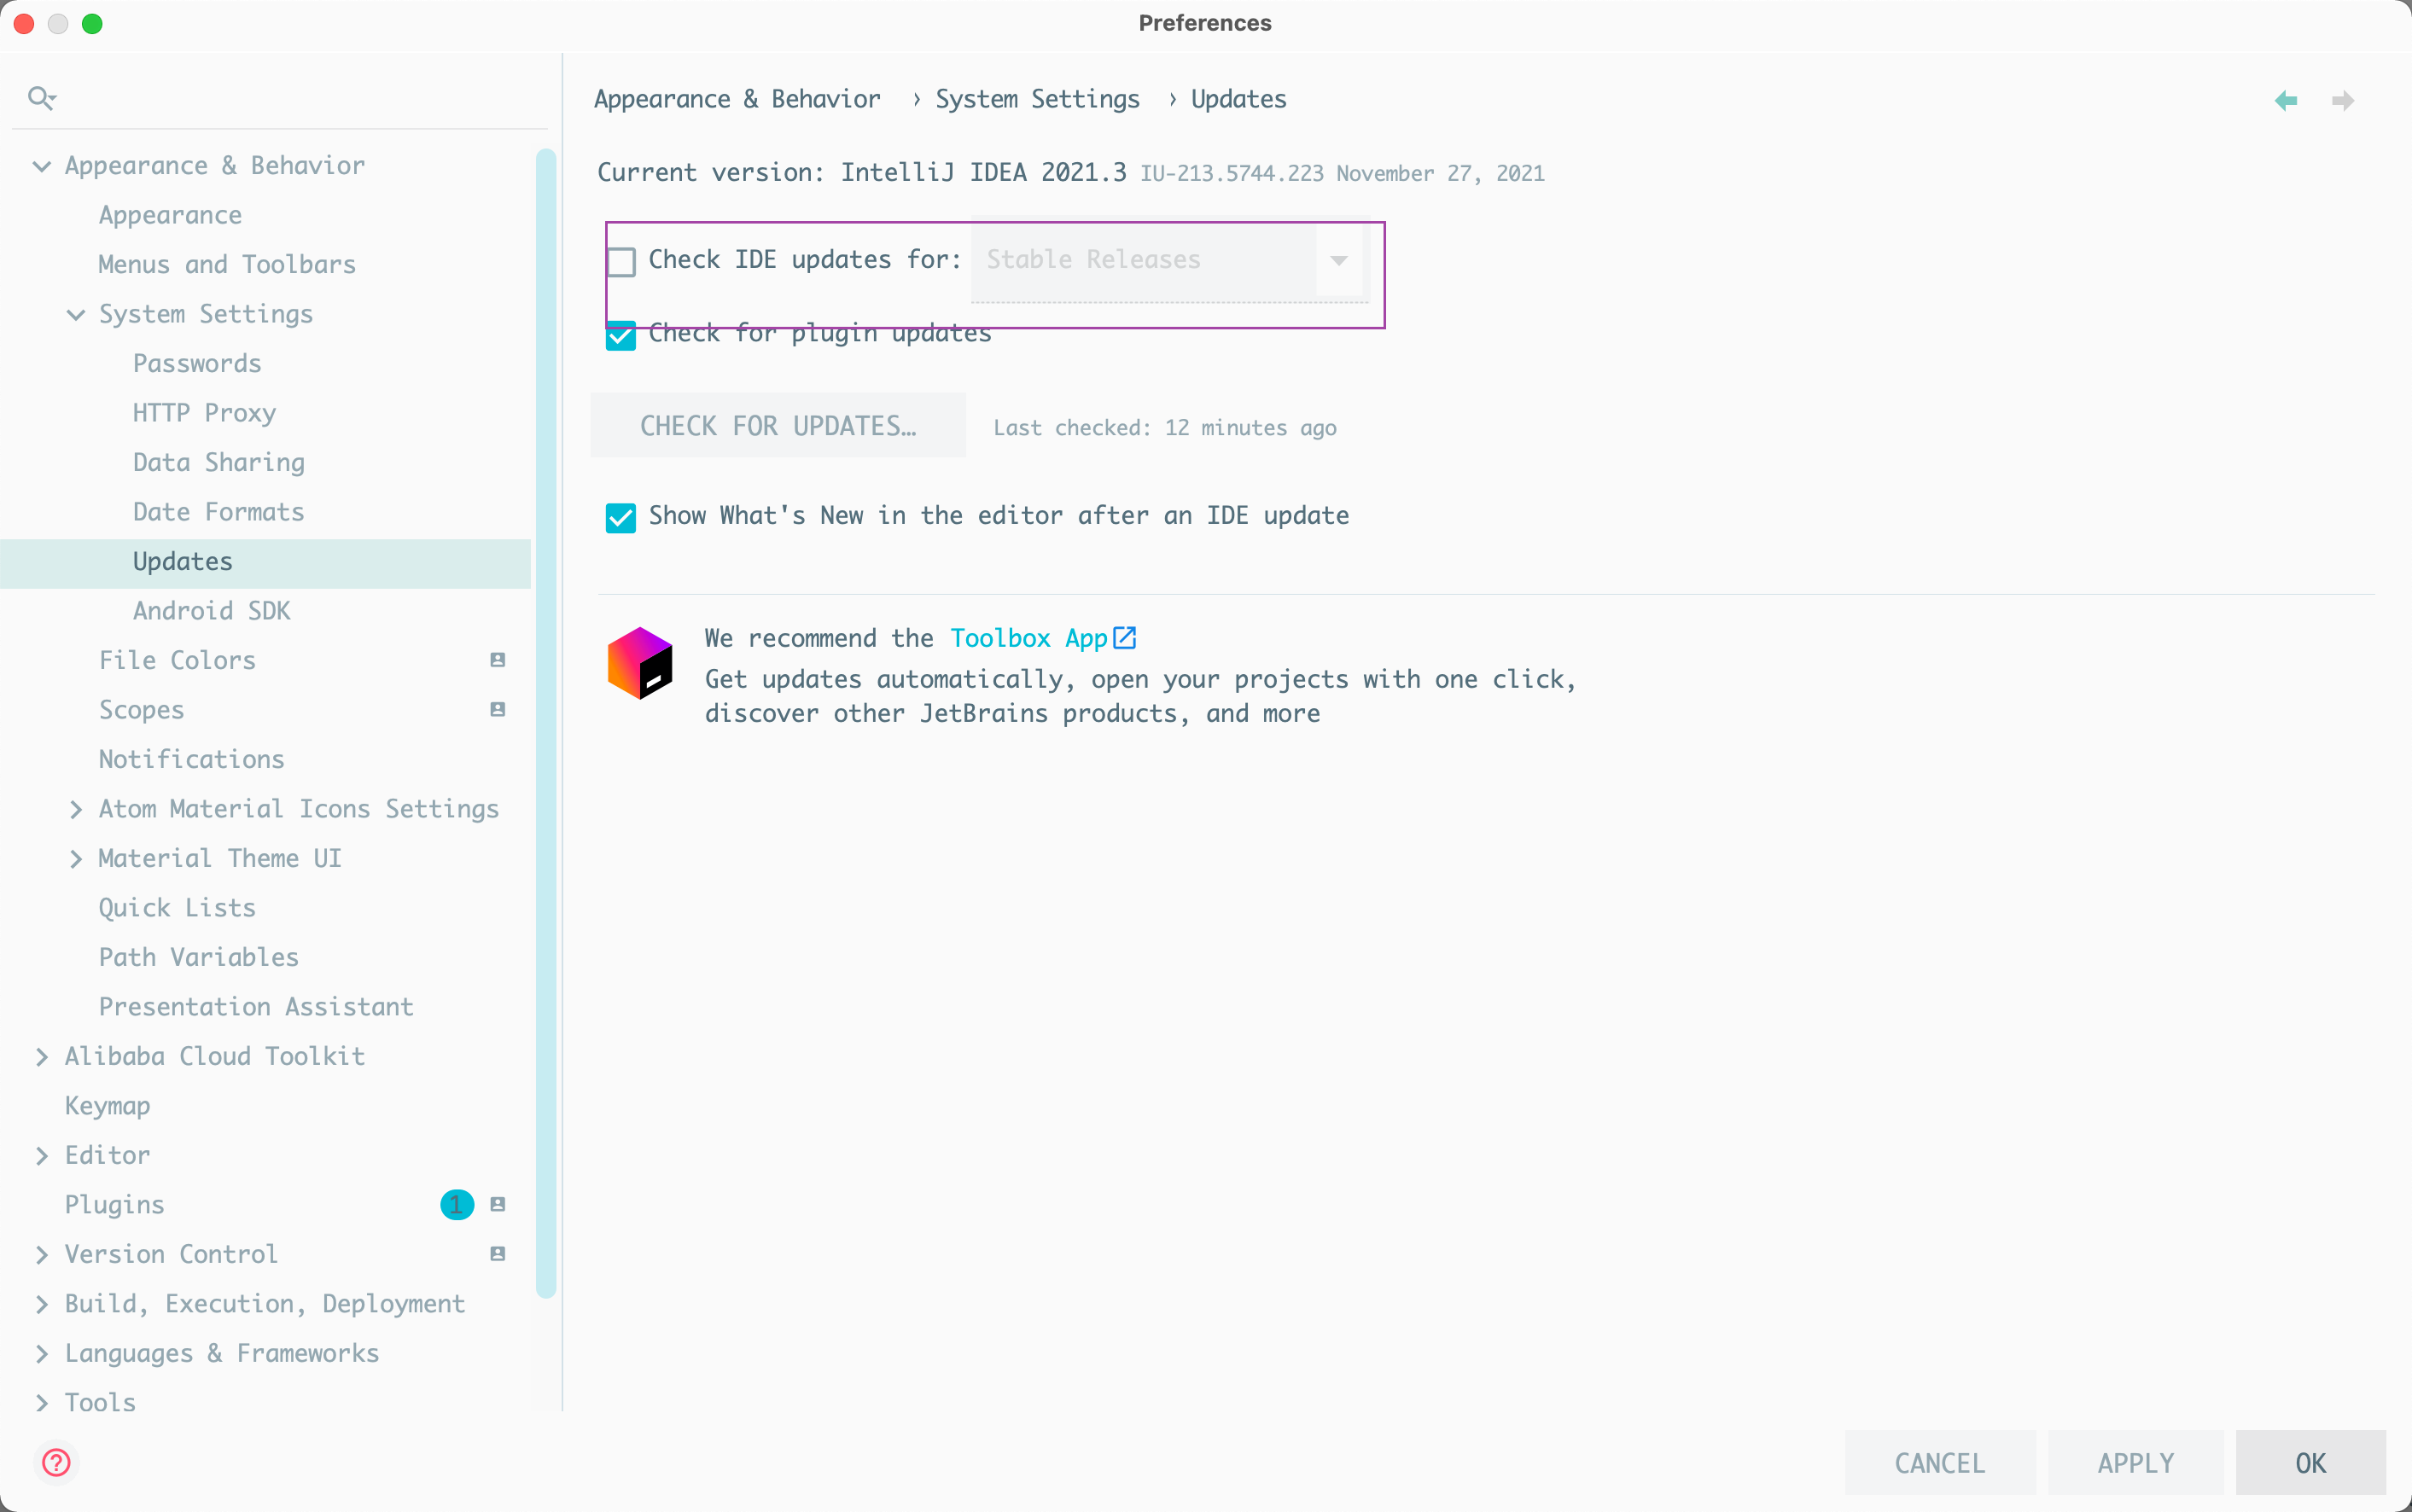 Preferences
Appearance & Behavior
Appearance
Menus and Toolbars
System Settings
Passwords
HTTP Proxy
Data Sharing
Date Formats
Updates
Android SDK
File Colors
Scopes
Notifications
Atom Material Icons Settings
Material Theme UI
Quick Lists
Path Variables
Presentation Assistant
Alibaba Cloud Toolkit
Keymap
Editor
Plugins 1
Version Control
Build, Execution, Deployment
Languages & Frameworks
Tools
Appearance & Behavior › System Settings › Updates
Current version: IntelliJ IDEA 2021.3 IU-213.5744.223 November 27, 2021
Check IDE updates for: Stable Releases
Check for plugin updates
CHECK FOR UPDATES… Last checked: 12 minutes ago
Show What's New in the editor after an IDE update
We recommend the Toolbox App
Get updates automatically, open your projects with one click,
discover other JetBrains products, and more
?
CANCEL APPLY OK